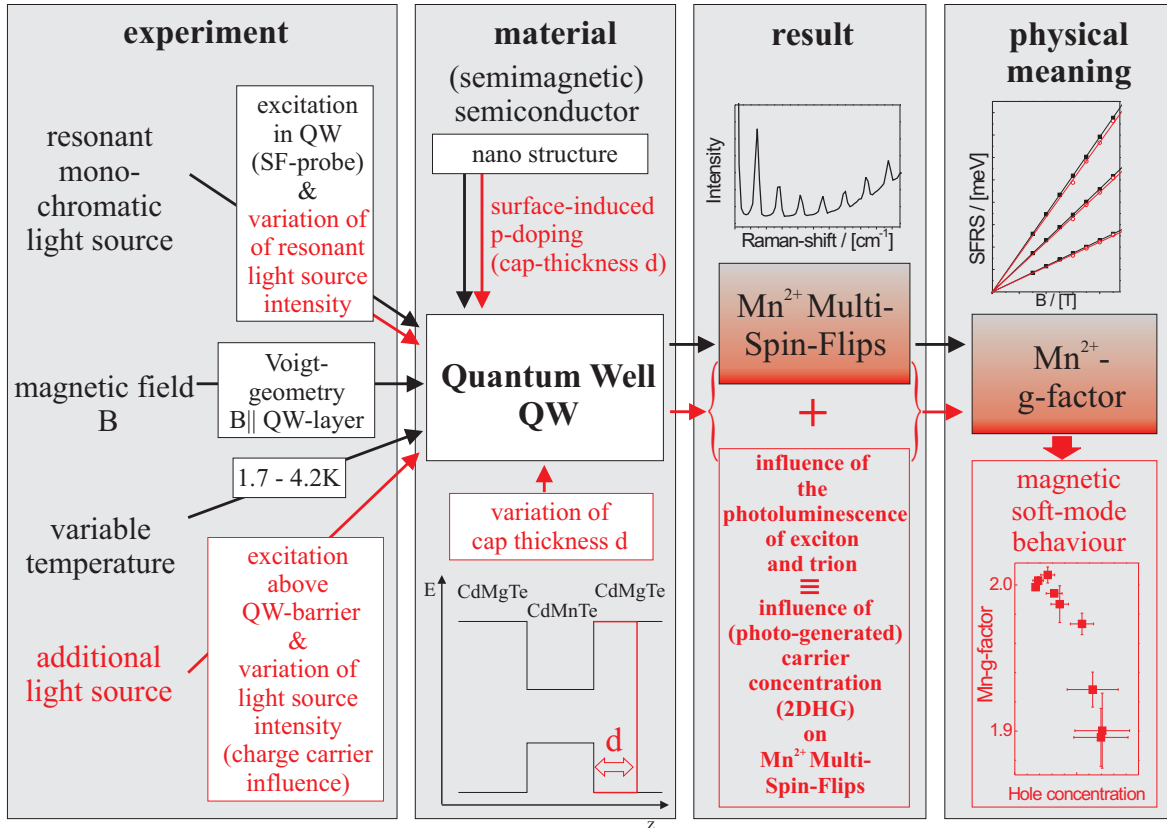 experiment
resonant
mono-
chromatic
light source
excitation
in QW
(SF-probe)
&
variation of
of resonant
light source
intensity
magnetic field
B
Voigt-
geometry
B|| QW-layer
1.7 - 4.2K
variable
temperature
additional
light source
excitation
above
QW-barrier
&
variation of
light source
intensity
(charge carrier
influence)
material
(semimagnetic)
semiconductor
nano structure
surface-induced
p-doping
(cap-thickness d)
Quantum Well
QW
variation of
cap thickness d
E
CdMgTe
CdMnTe
CdMgTe
d
z
result
Intensity
Raman-shift / [cm⁻¹]
Mn²⁺ Multi-
Spin-Flips
+
influence of
the
photoluminescence
of exciton
and trion
≡
influence of
(photo-generated)
carrier
concentration
(2DHG)
on
Mn²⁺ Multi-
Spin-Flips
physical
meaning
SFRS / [meV]
B / [T]
Mn²⁺-
g-factor
magnetic
soft-mode
behaviour
Mn-g-factor
2.0
1.9
Hole concentration